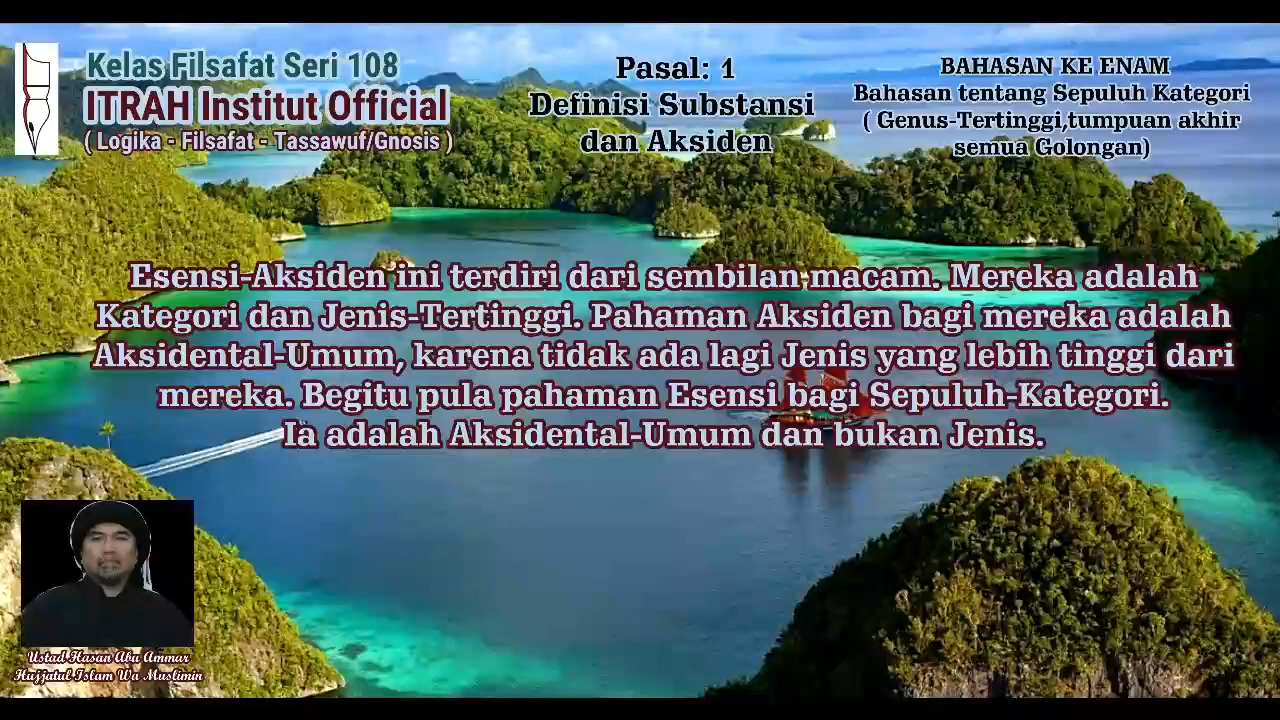 Kelas Filsafat Seri 108
ITRAH Institut Official
( Logika - Filsafat - Tassawuf/Gnosis )
Pasal: 1
Definisi Substansi
dan Aksiden
BAHASAN KE ENAM
Bahasan tentang Sepuluh Kategori
( Genus-Tertinggi,tumpuan akhir
semua Golongan)
Esensi-Aksiden ini terdiri dari sembilan macam. Mereka adalah
Kategori dan Jenis-Tertinggi. Pahaman Aksiden bagi mereka adalah
Aksidental-Umum, karena tidak ada lagi Jenis yang lebih tinggi dari
mereka. Begitu pula pahaman Esensi bagi Sepuluh-Kategori.
Ia adalah Aksidental-Umum dan bukan Jenis.
Ustad Hasan Abu Ammar
Hujjatul Islam Wa Muslimin